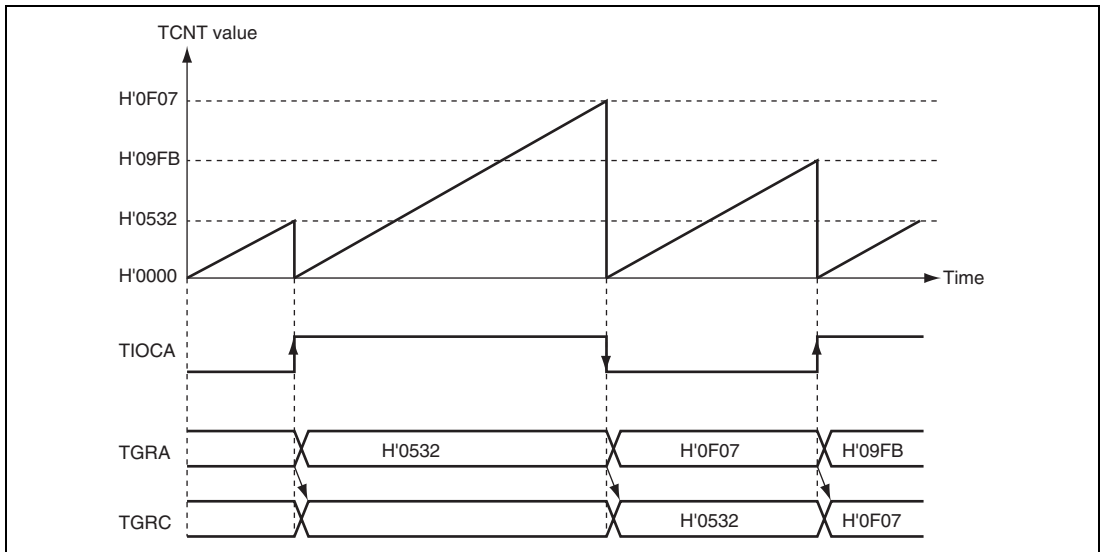 TCNT value
H'0F07
H'09FB
H'0532
H'0000
Time
TIOCA
TGRA
H'0532
H'0F07
H'09FB
TGRC
H'0532
H'0F07